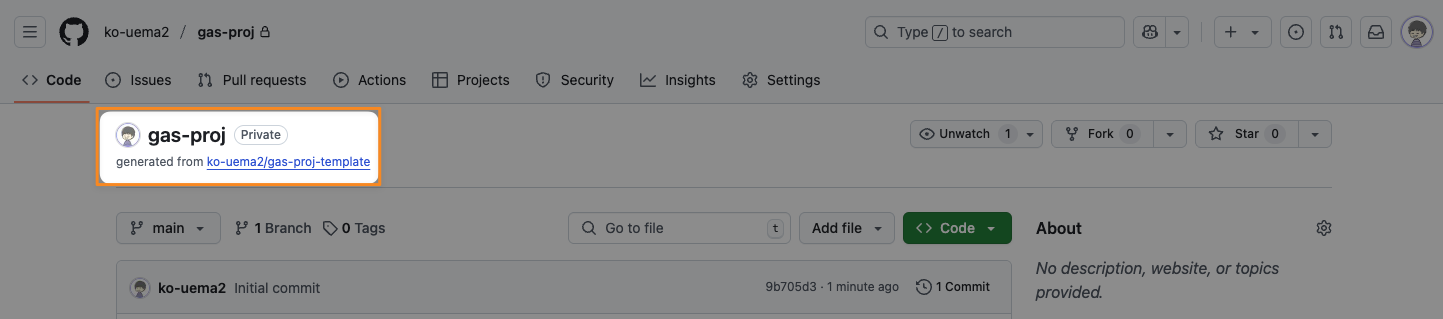 ko-uema2 / gas-proj
Type / to search
Code Issues Pull requests Actions Projects Security Insights Settings
gas-proj Private
generated from ko-uema2/gas-proj-template
Unwatch 1 Fork 0 Star 0
main 1 Branch 0 Tags Go to file t Add file Code
About
No description, website, or topics
provided.
ko-uema2 Initial commit 9b705d3 · 1 minute ago 1 Commit